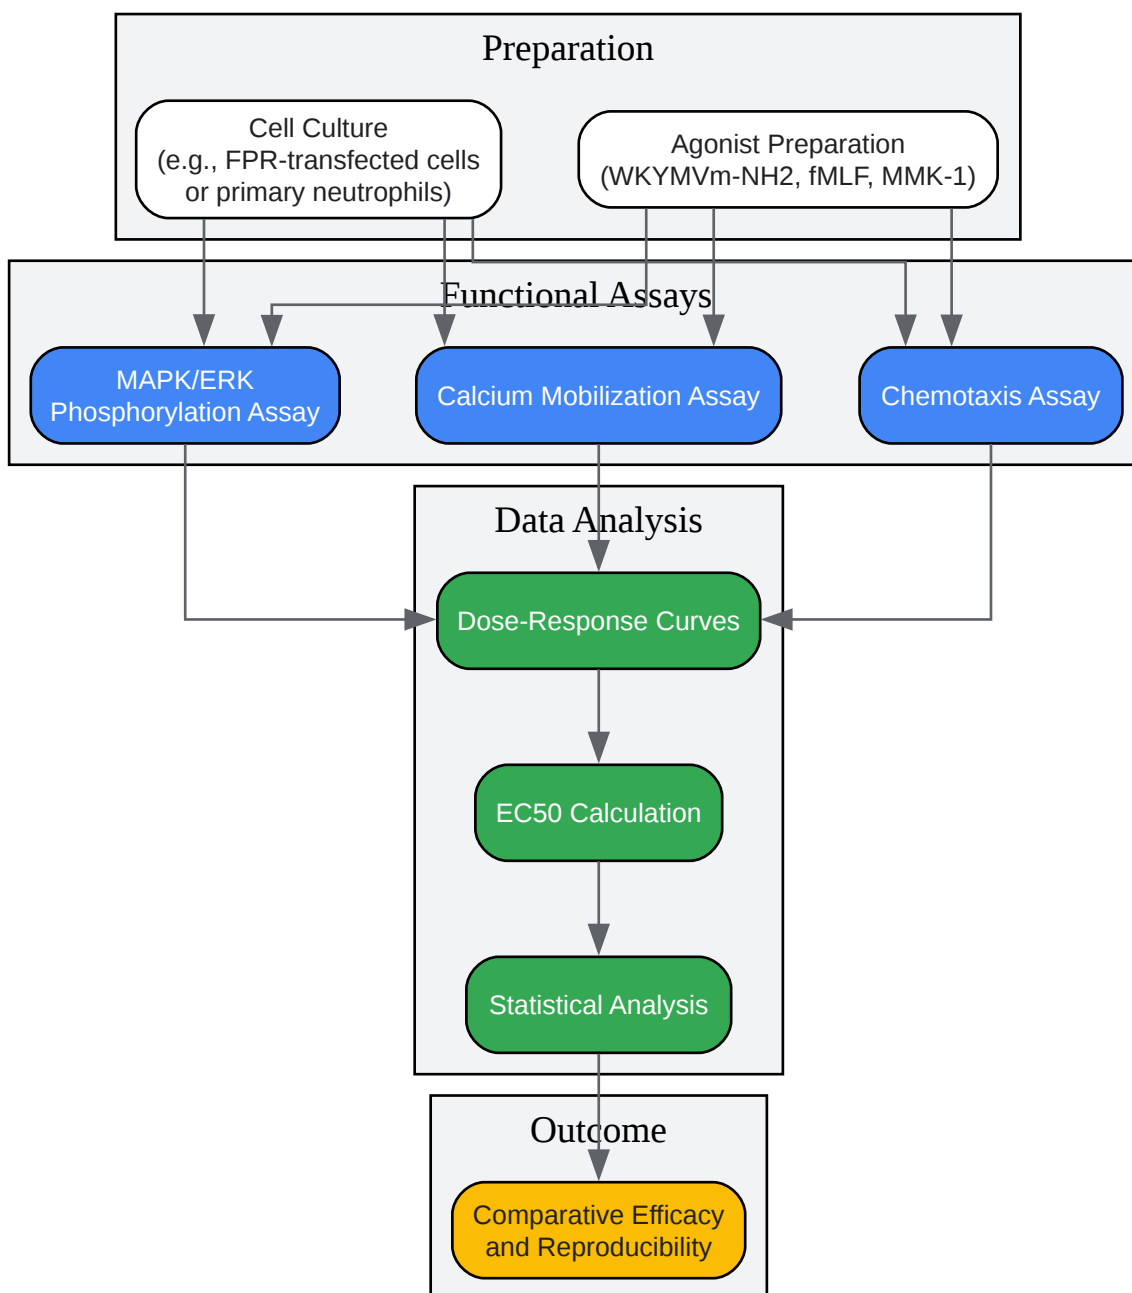 Preparation
Cell Culture
(e.g., FPR-transfected cells
or primary neutrophils)
Agonist Preparation
(WKYMVm-NH2, fMLF, MMK-1)
Functional Assays
MAPK/ERK
Phosphorylation Assay
Calcium Mobilization Assay
Chemotaxis Assay
Data Analysis
Dose-Response Curves
EC50 Calculation
Statistical Analysis
Outcome
Comparative Efficacy
and Reproducibility